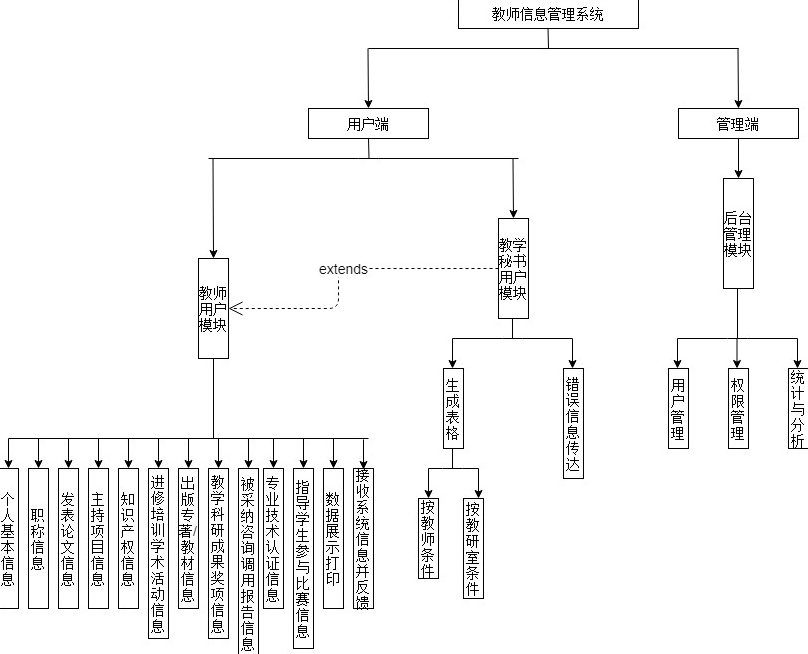 教师信息管理系统
用户端
管理端
教师
用户
模块
extends
教学
秘书
用户
模块
后台
管理
模块
个人基本信息
职称信息
发表论文信息
主持项目信息
知识产权信息
进修培训学术活动信息
出版专著/教材信息
教学科研成果奖项信息
被采纳咨询调用报告信息
专业技术认证信息
指导学生参与比赛信息
数据展示打印
接收系统信息并反馈
生成表格
错误信息传达
按教师条件
按教研室条件
用户管理
权限管理
统计与分析